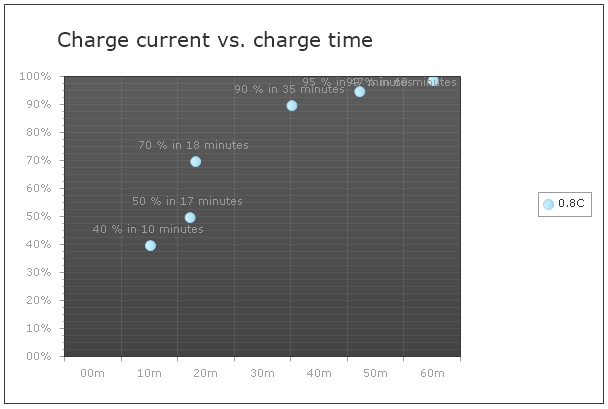 Charge current vs. charge time
100%
90%
80%
70%
60%
50%
40%
30%
20%
10%
00%
95 % in
minutes
90 % in 35 minutes
70 % in 18 minutes
50 % in 17 minutes
40 % in 10 minutes
0.8C
00m
10m
20m
30m
40m
50m
60m